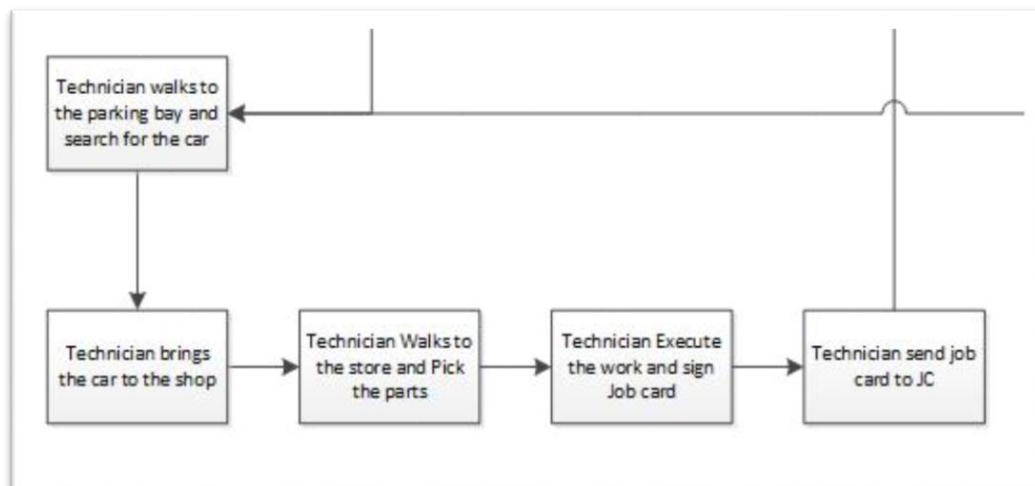 Technician walks to
the parking bay and
search for the car
Technician brings
the car to the shop
Technician Walks to
the store and Pick
the parts
Technician Execute
the work and sign
Job card
Technician send job
card to JC